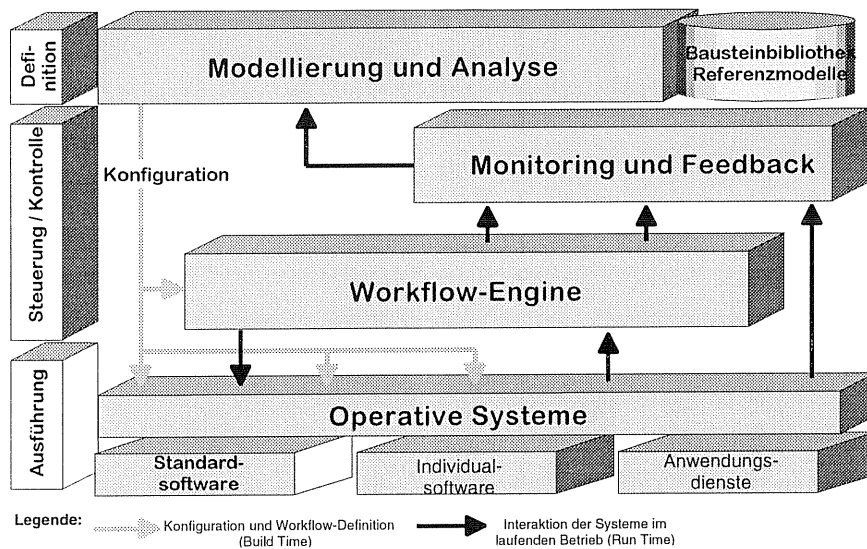 Defi-
nition
Modellierung und Analyse
Bausteinbibliothek
Referenzmodelle
Steuerung / Kontrolle
Konfiguration
Monitoring und Feedback
Workflow-Engine
Ausführung
Operative Systeme
Standard-
software
Individual-
software
Anwendungs-
dienste
Legende:
Konfiguration und Workflow-Definition
(Build Time)
Interaktion der Systeme im
laufenden Betrieb (Run Time)